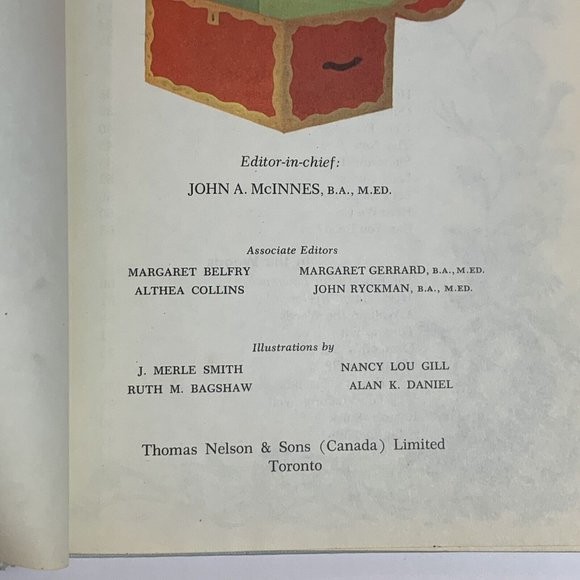 Editor-in-chief:
JOHN A. McINNES, B.A., M.ED.
Associate Editors
MARGARET BELFRY MARGARET GERRARD, B.A., M.ED.
ALTHEA COLLINS JOHN RYCKMAN, B.A., M.ED.
Illustrations by
J. MERLE SMITH NANCY LOU GILL
RUTH M. BAGSHAW ALAN K. DANIEL
Thomas Nelson & Sons (Canada) Limited
Toronto